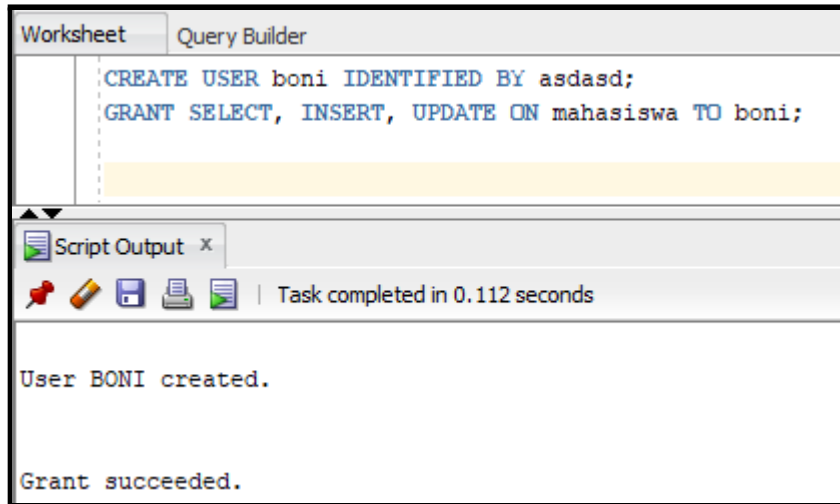 Worksheet Query Builder
CREATE USER boni IDENTIFIED BY asdasd;
GRANT SELECT, INSERT, UPDATE ON mahasiswa TO boni;
Script Output x
Task completed in 0.112 seconds
User BONI created.
Grant succeeded.